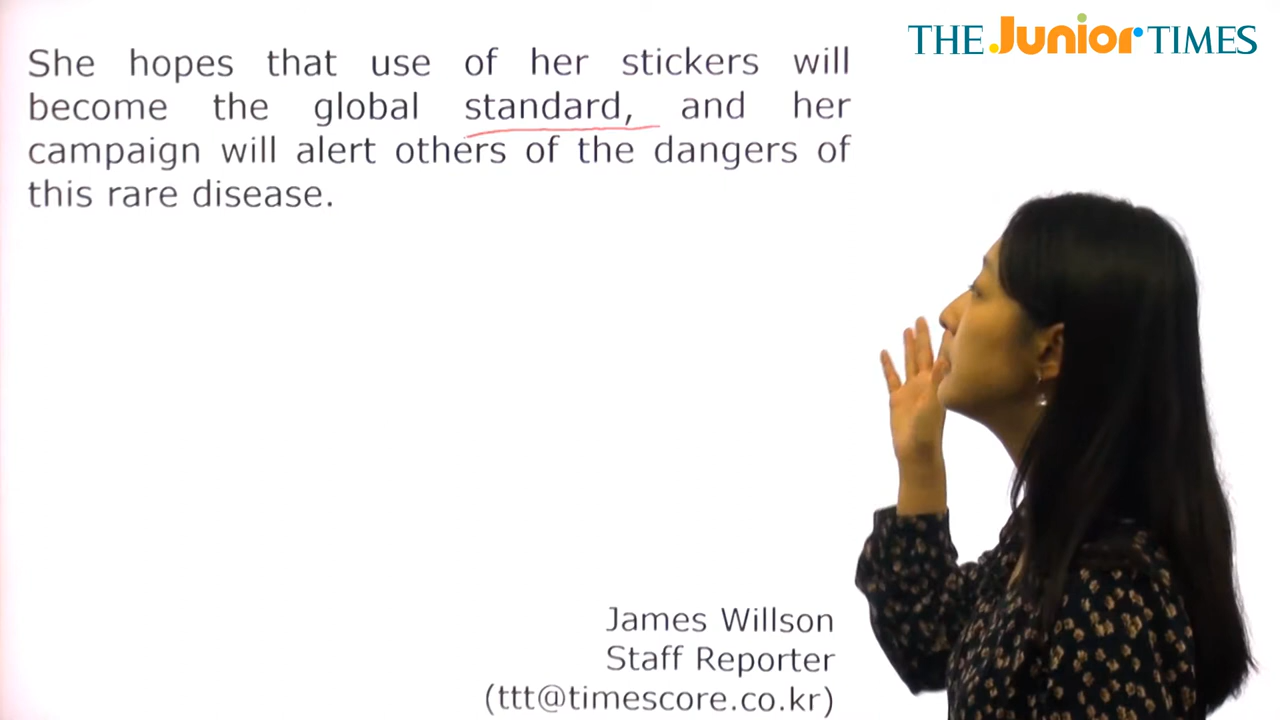 THE Junior TIMES
She hopes that use of her stickers will
become the global standard, and her
campaign will alert others of the dangers of
this rare disease.
James Willson
Staff Reporter
(ttt@timescore.co.kr)